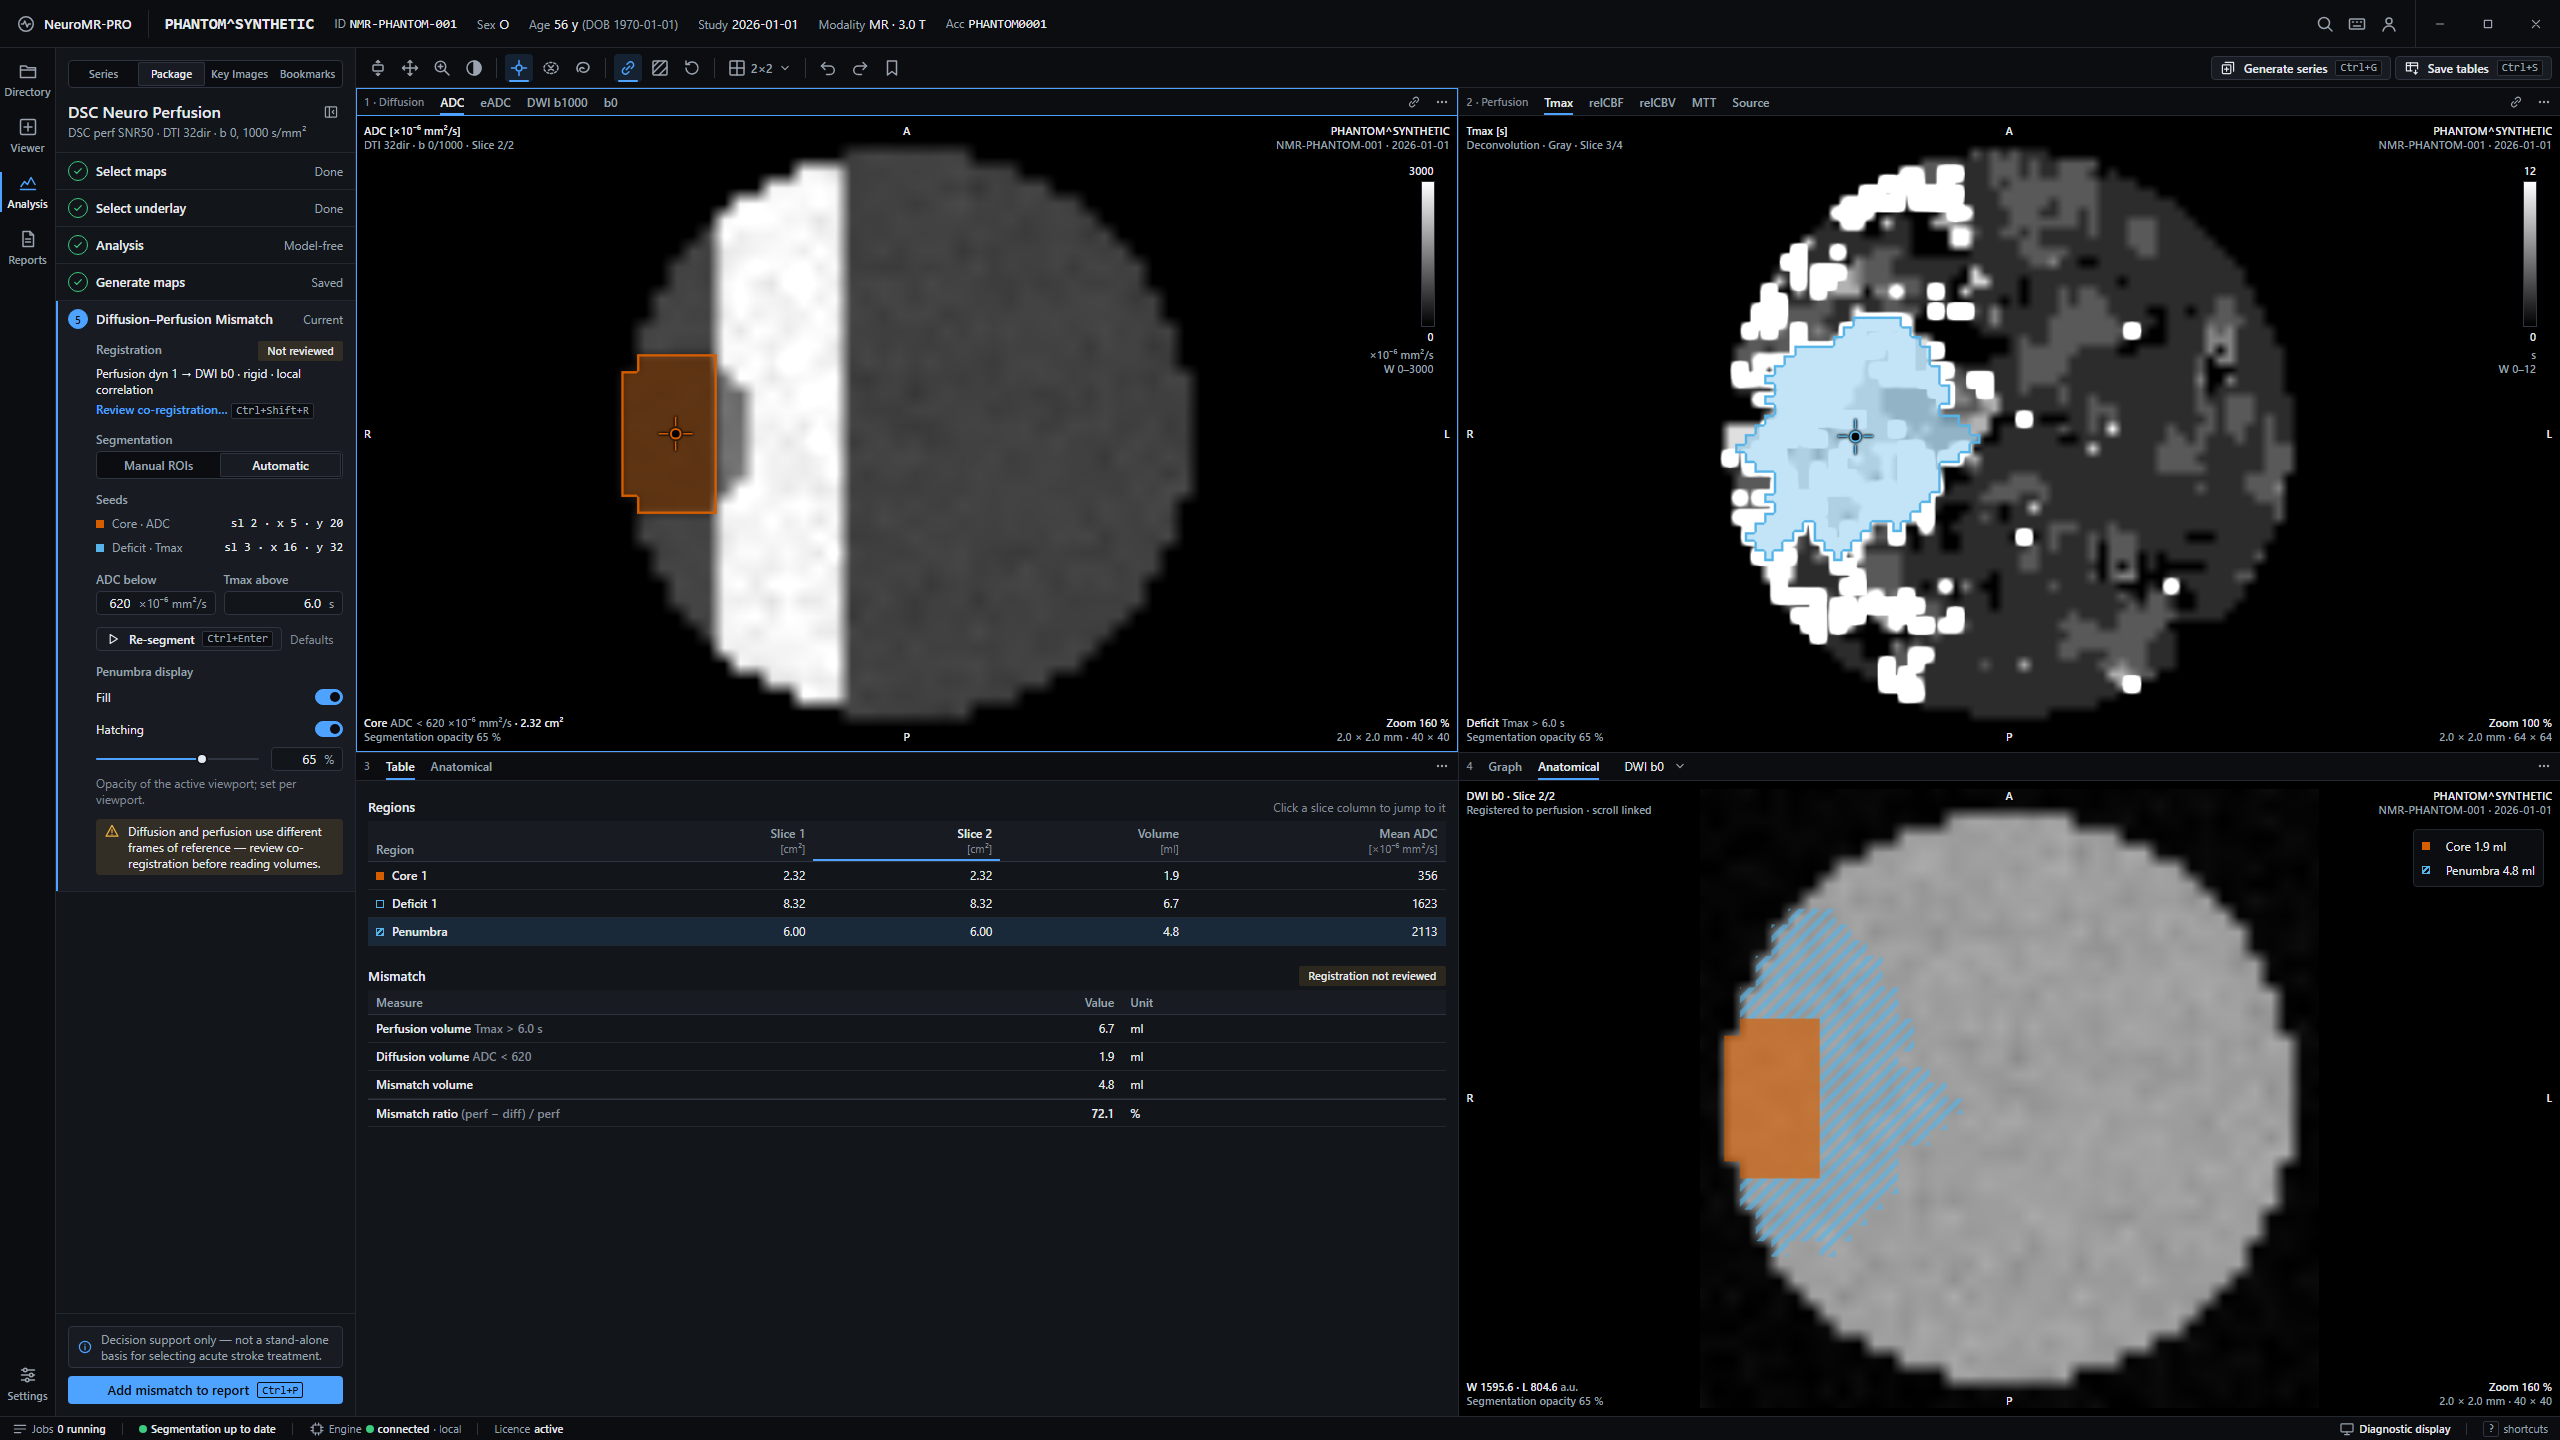 NeuroMR-PRO PHANTOM^SYNTHETIC ID NMR-PHANTOM-001 Sex O Age 56 y (DOB 1970-01-01) Study 2026-01-01 Modality MR · 3.0 T Acc PHANTOM0001
Directory
Viewer
Analysis
Reports
Settings
Series Package Key Images Bookmarks
DSC Neuro Perfusion
DSC perf SNR50 · DTI 32dir · b 0, 1000 s/mm²
Select maps Done
Select underlay Done
Analysis Model-free
Generate maps Saved
5 Diffusion–Perfusion Mismatch Current
Registration Not reviewed
Perfusion dyn 1 → DWI b0 · rigid · local
correlation
Review co-registration... Ctrl+Shift+R
Segmentation
Manual ROIs Automatic
Seeds
Core · ADC sl 2 · x 5 · y 20
Deficit · Tmax sl 3 · x 16 · y 32
ADC below Tmax above
620 ×10⁻⁶ mm²/s 6.0 s
Re-segment Ctrl+Enter Defaults
Penumbra display
Fill
Hatching
65 %
Opacity of the active viewport; set per
viewport.
Diffusion and perfusion use different
frames of reference — review co-
registration before reading volumes.
Decision support only — not a stand-alone
basis for selecting acute stroke treatment.
Add mismatch to report Ctrl+P
2×2
Generate series Ctrl+G Save tables Ctrl+S
1 · Diffusion ADC eADC DWI b1000 b0
ADC [×10⁻⁶ mm²/s]
DTI 32dir · b 0/1000 · Slice 2/2
A
PHANTOM^SYNTHETIC
NMR-PHANTOM-001 · 2026-01-01
3000
0
×10⁻⁶ mm²/s
W 0–3000
R
L
Core ADC < 620 ×10⁻⁶ mm²/s · 2.32 cm²
Segmentation opacity 65 %
P
Zoom 160 %
2.0 × 2.0 mm · 40 × 40
2 · Perfusion Tmax relCBF relCBV MTT Source
Tmax [s]
Deconvolution · Gray · Slice 3/4
A
PHANTOM^SYNTHETIC
NMR-PHANTOM-001 · 2026-01-01
12
0
s
W 0–12
R
L
Deficit Tmax > 6.0 s
Segmentation opacity 65 %
P
Zoom 100 %
2.0 × 2.0 mm · 64 × 64
3 Table Anatomical
Regions Click a slice column to jump to it
Slice 1 Slice 2 Volume Mean ADC
Region [cm²] [cm²] [ml] [×10⁻⁶ mm²/s]
Core 1 2.32 2.32 1.9 356
Deficit 1 8.32 8.32 6.7 1623
Penumbra 6.00 6.00 4.8 2113
Mismatch Registration not reviewed
Measure Value Unit
Perfusion volume Tmax > 6.0 s 6.7 ml
Diffusion volume ADC < 620 1.9 ml
Mismatch volume 4.8 ml
Mismatch ratio (perf − diff) / perf 72.1 %
4 Graph Anatomical DWI b0
DWI b0 · Slice 2/2
Registered to perfusion · scroll linked
A
PHANTOM^SYNTHETIC
NMR-PHANTOM-001 · 2026-01-01
Core 1.9 ml
Penumbra 4.8 ml
R
L
W 1595.6 · L 804.6 a.u.
Segmentation opacity 65 %
P
Zoom 160 %
2.0 × 2.0 mm · 40 × 40
Jobs 0 running Segmentation up to date Engine connected · local Licence active Diagnostic display ? shortcuts